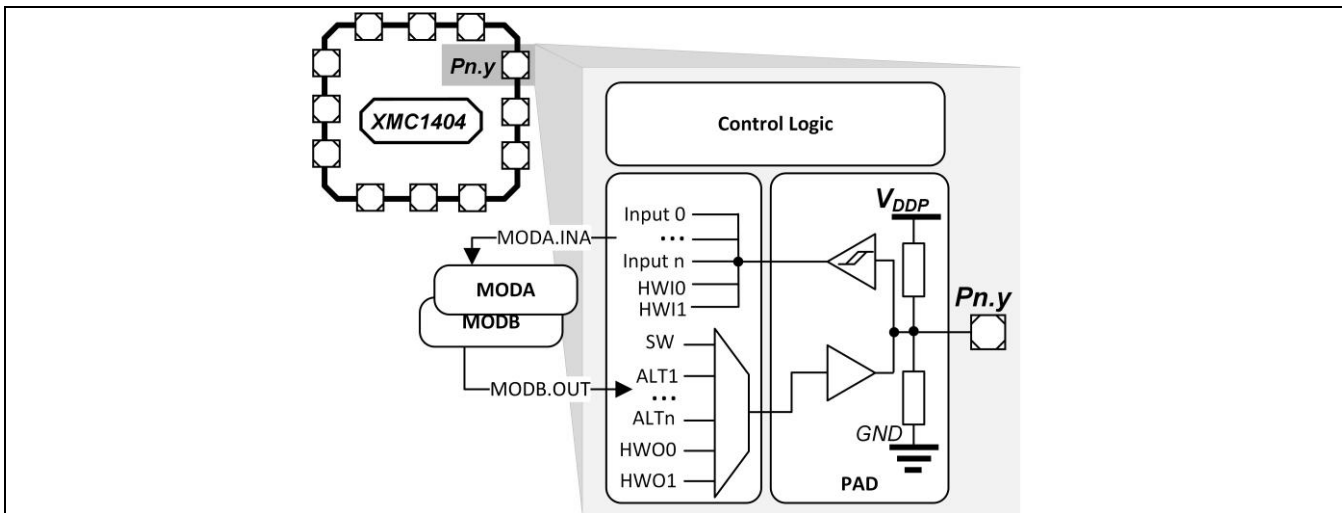 Pn.y
XMC1404
Control Logic
Input 0
...
Input n
HWI0
HWI1
MODA.INA
MODA
MODB
MODB.OUT
SW
ALT1
...
ALTn
HWO0
HWO1
VDDP
Pn.y
GND
PAD